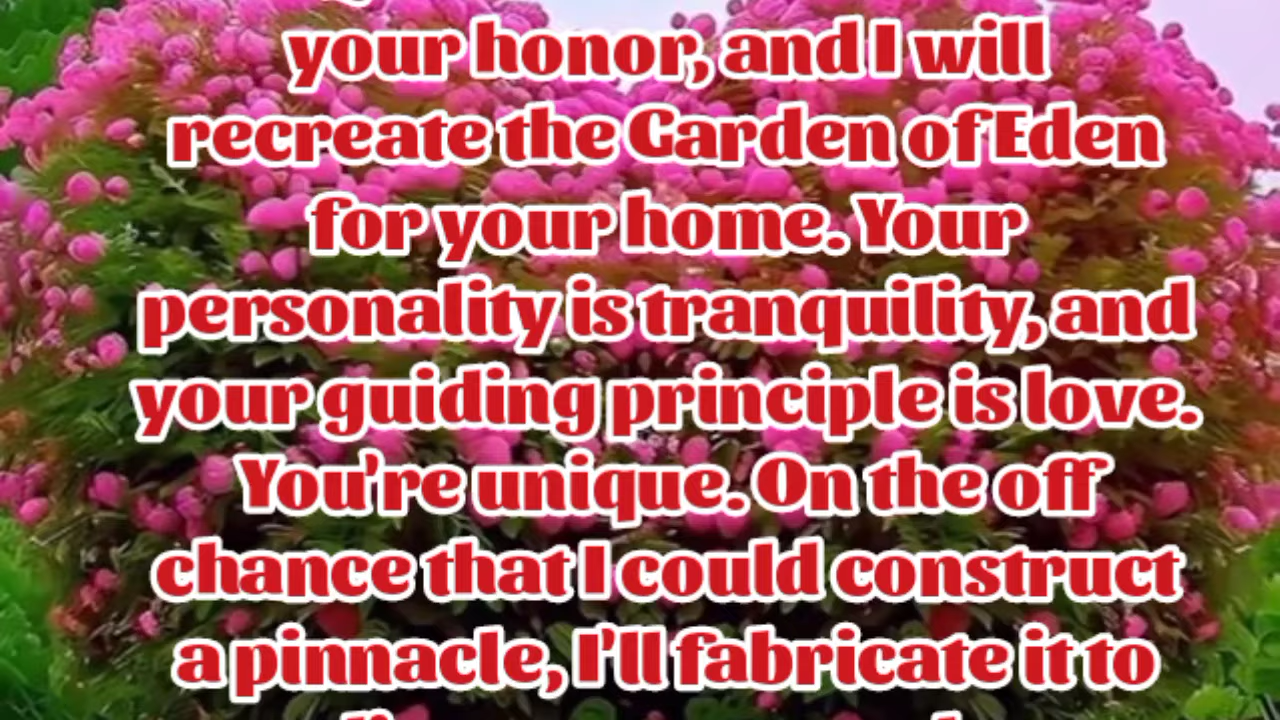 your honor, and I will
recreate the Garden of Eden
for your home. Your
personality is tranquility, and
your guiding principle is love.
You're unique. On the off
chance that I could construct
a pinnacle, I'll fabricate it to